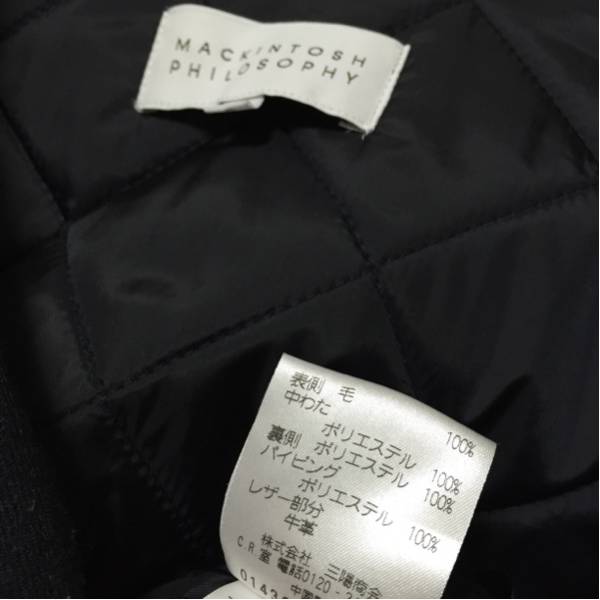 MACKINTOSH
PHILOSOPHY
表側 毛 100%
中わた
ポリエステル 100%
裏側 ポリエステル 100%
パイピング
ポリエステル 100%
レザー部分
牛革
株式会社 三陽商会
C.R.室 電話0120-